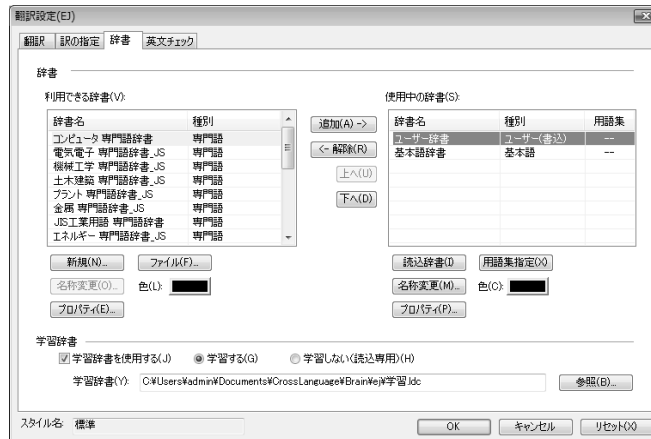 翻訳設定(EJ)
翻訳 訳の指定 辞書 英文チェック
辞書
利用できる辞書(V): 使用中の辞書(S):
辞書名 種別 辞書名 種別 用語集
コンピュータ 専門語辞書 専門語 ユーザー辞書 ユーザー(書込) --
電気電子 専門語辞書_JS 専門語 基本語辞書 基本語 --
機械工学 専門語辞書_JS 専門語
土木建築 専門語辞書_JS 専門語
プラント 専門語辞書_JS 専門語
金属 専門語辞書_JS 専門語
JIS工業用語 専門語辞書 専門語
エネルギー 専門語辞書_JS 専門語
追加(A) ->
<- 解除(R)
上へ(U)
下へ(D)
新規(N)... ファイル(F)... 読込辞書(I) 用語集指定(X)
名称変更(O)... 色(L): 名称変更(M)... 色(C):
プロパティ(E)... プロパティ(P)...
学習辞書
学習辞書を使用する(J) 学習する(G) 学習しない(読込専用)(H)
学習辞書(Y): C:¥Users¥admin¥Documents¥CrossLanguage¥Brain¥ej¥学習.ldc 参照(B)...
スタイル名: 標準 OK キャンセル リセット(X)